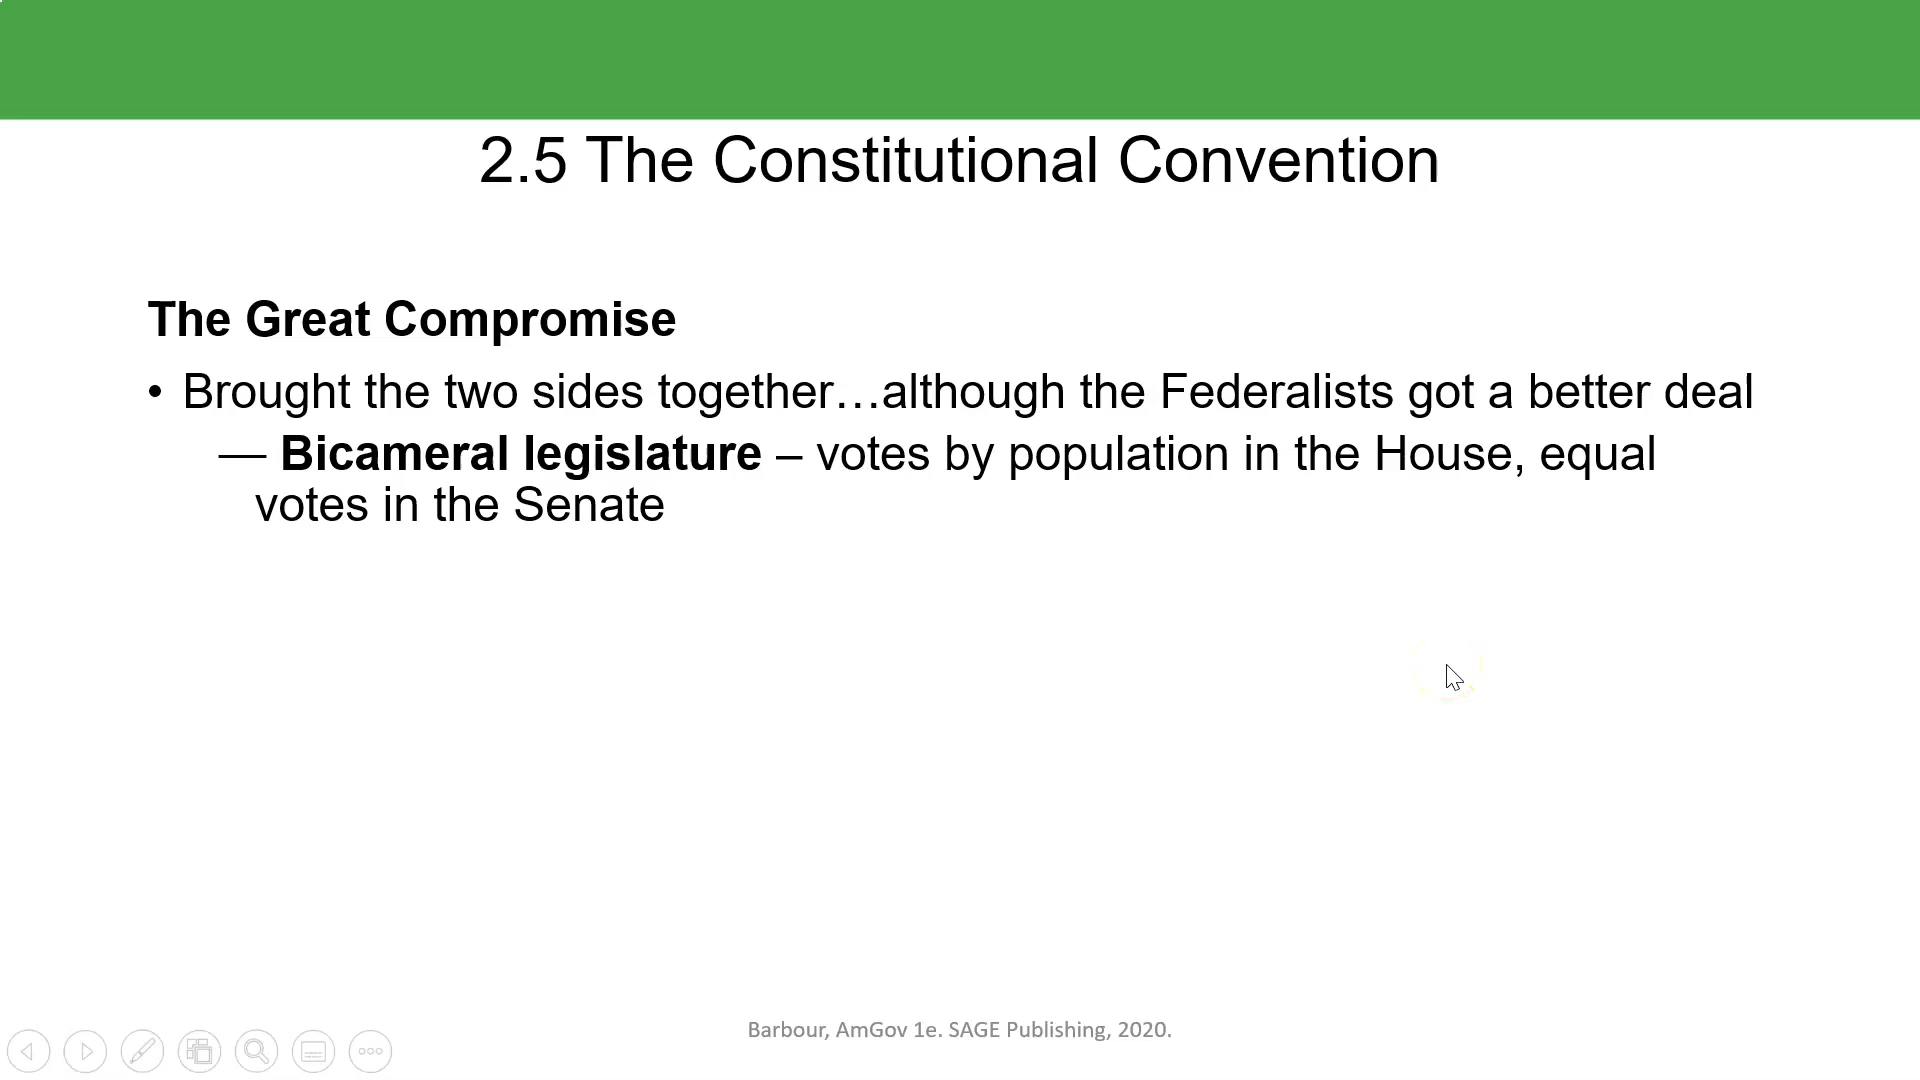 2.5 The Constitutional Convention
The Great Compromise
• Brought the two sides together…although the Federalists got a better deal
— Bicameral legislature – votes by population in the House, equal
votes in the Senate
Barbour, AmGov 1e. SAGE Publishing, 2020.